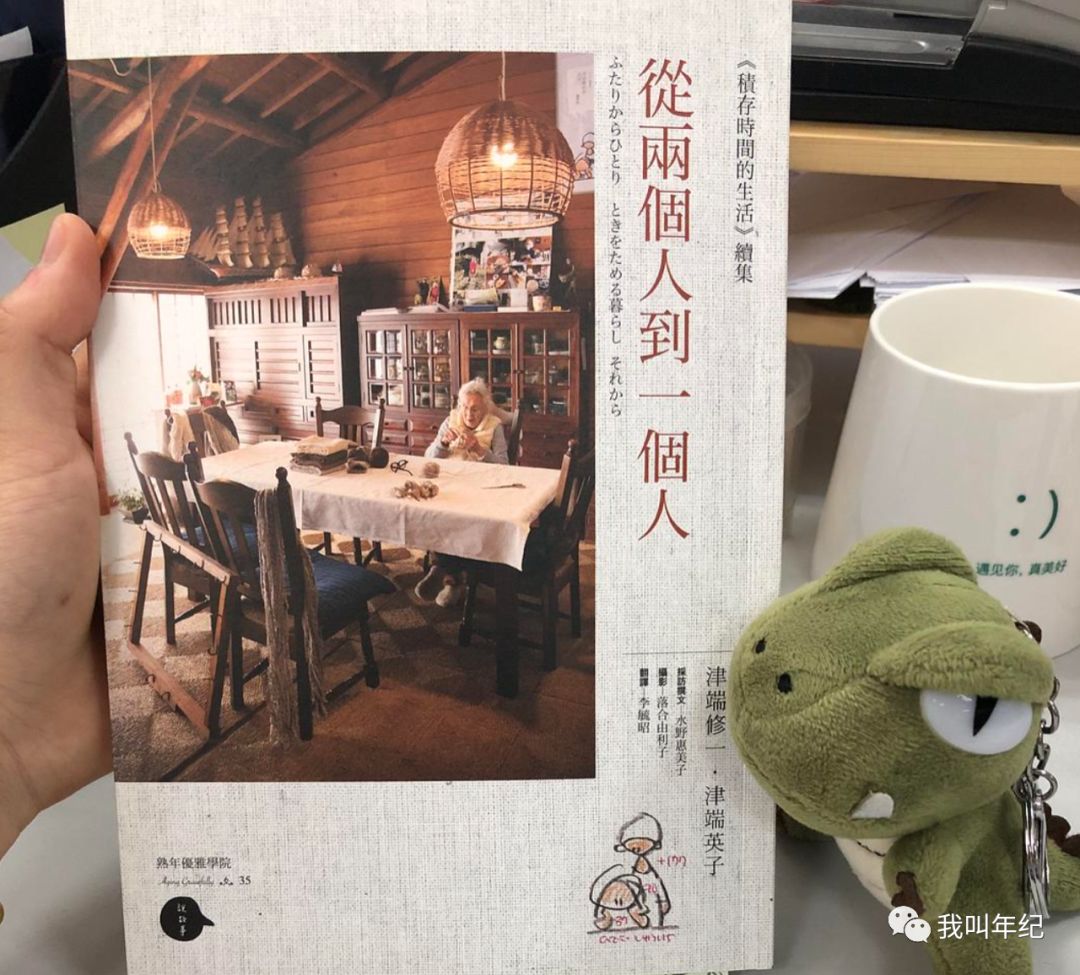 《積存時間的生活》續集
從兩個人到一個人
ふたりからひとり ときをためる暮らし それから
津端修一．津端英子
採訪撰文—水野惠美子
攝影—落合由利子
翻譯—李毓昭
熟年優雅學院
Aging Gracefully 35
說故事
+177
90
87
:)
遇见你，真美好
我叫年纪